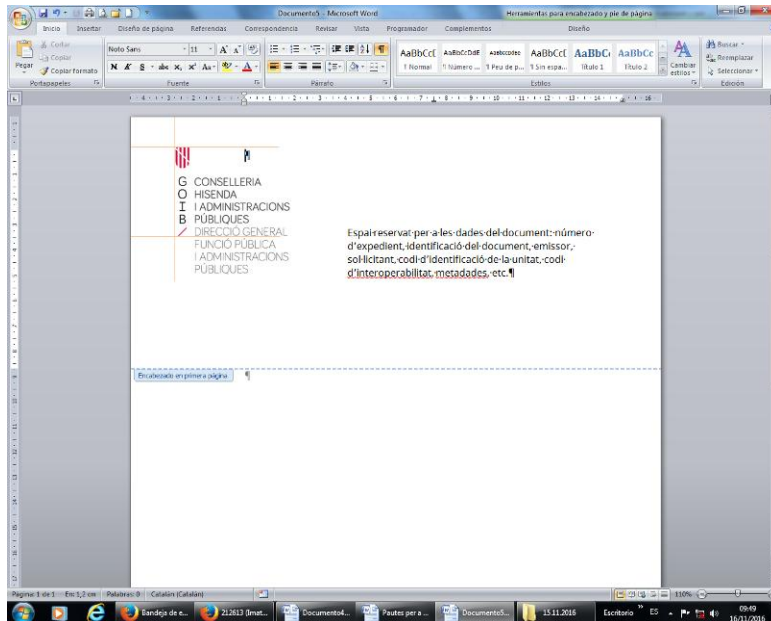 Documento5 - Microsoft Word
Herramientas para encabezado y pie de página
Inicio Insertar Diseño de página Referencias Correspondencia Revisar Vista Programador Complementos Diseño
Pegar
Cortar
Copiar
Copiar formato
Portapapeles
Noto Sans 11
N K S abc x₂ x² Aa
Fuente
Párrafo
AaBbCcI AaBbCcDdE AaBbCcDdEe AaBbCcI AaBbC AaBbCc
¶ Normal ¶ Número ... ¶ Peu de p... ¶ Sin espa... Título 1 Título 2
Cambiar estilos
Estilos
Buscar
Reemplazar
Seleccionar
Edición
G CONSELLERIA
O HISENDA
I I ADMINISTRACIONS
B PÚBLIQUES
/ DIRECCIÓ GENERAL
FUNCIÓ PÚBLICA
I ADMINISTRACIONS
PÚBLIQUES
Espai·reservat·per·a·les·dades·del·document:·número·
d'expedient,·identificació·del·document,·emissor,·
sol·licitant,·codi·d'identificació·de·la·unitat,·codi·
d'interoperabilitat,·metadades,·etc.¶
Encabezado en primera página ¶
Página: 1 de 1 En: 1,2 cm Palabras: 0 Catalán (Catalán) 110%
Bandeja de e... 212613 (Imat... Documento4... Pautes per a ... Documento5... 15.11.2016 Escritorio ES 09:49
16/11/2016